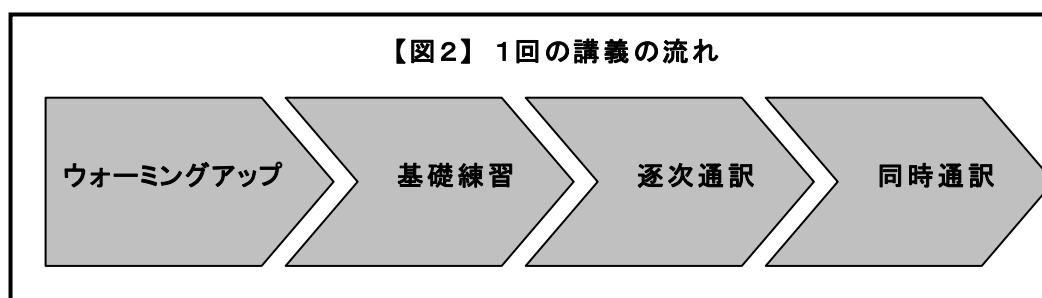 【図2】 1回の講義の流れ
ウォーミングアップ
基礎練習
逐次通訳
同時通訳